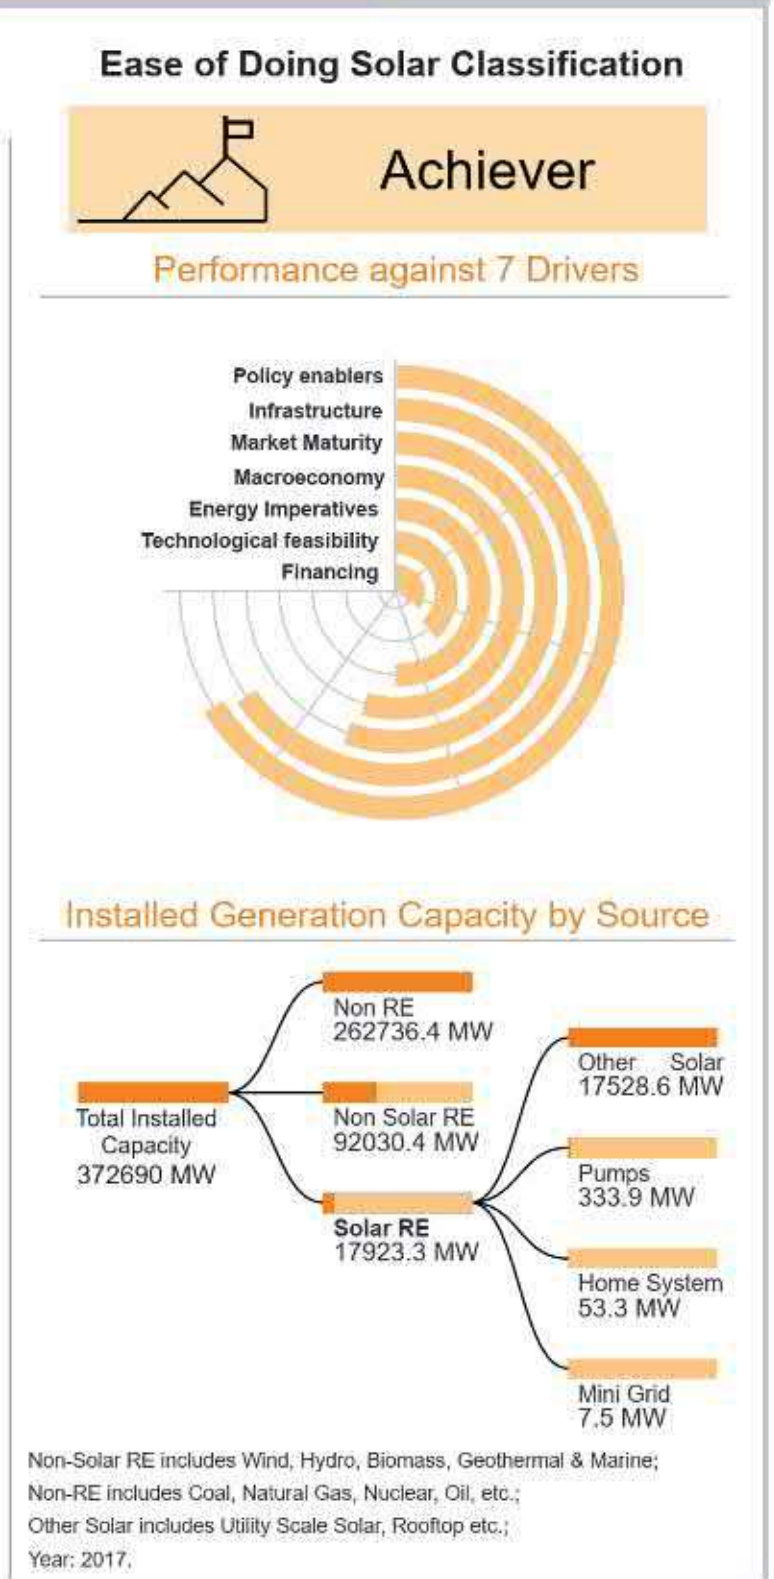 Ease of Doing Solar Classification
Achiever
Performance against 7 Drivers
Policy enablers
Infrastructure
Market Maturity
Macroeconomy
Energy Imperatives
Technological feasibility
Financing
Installed Generation Capacity by Source
Total Installed
Capacity
372690 MW
Non RE
262736.4 MW
Non Solar RE
92030.4 MW
Solar RE
17923.3 MW
Other Solar
17528.6 MW
Pumps
333.9 MW
Home System
53.3 MW
Mini Grid
7.5 MW
Non-Solar RE includes Wind, Hydro, Biomass, Geothermal & Marine;
Non-RE includes Coal, Natural Gas, Nuclear, Oil, etc.;
Other Solar includes Utility Scale Solar, Rooftop etc.;
Year: 2017.